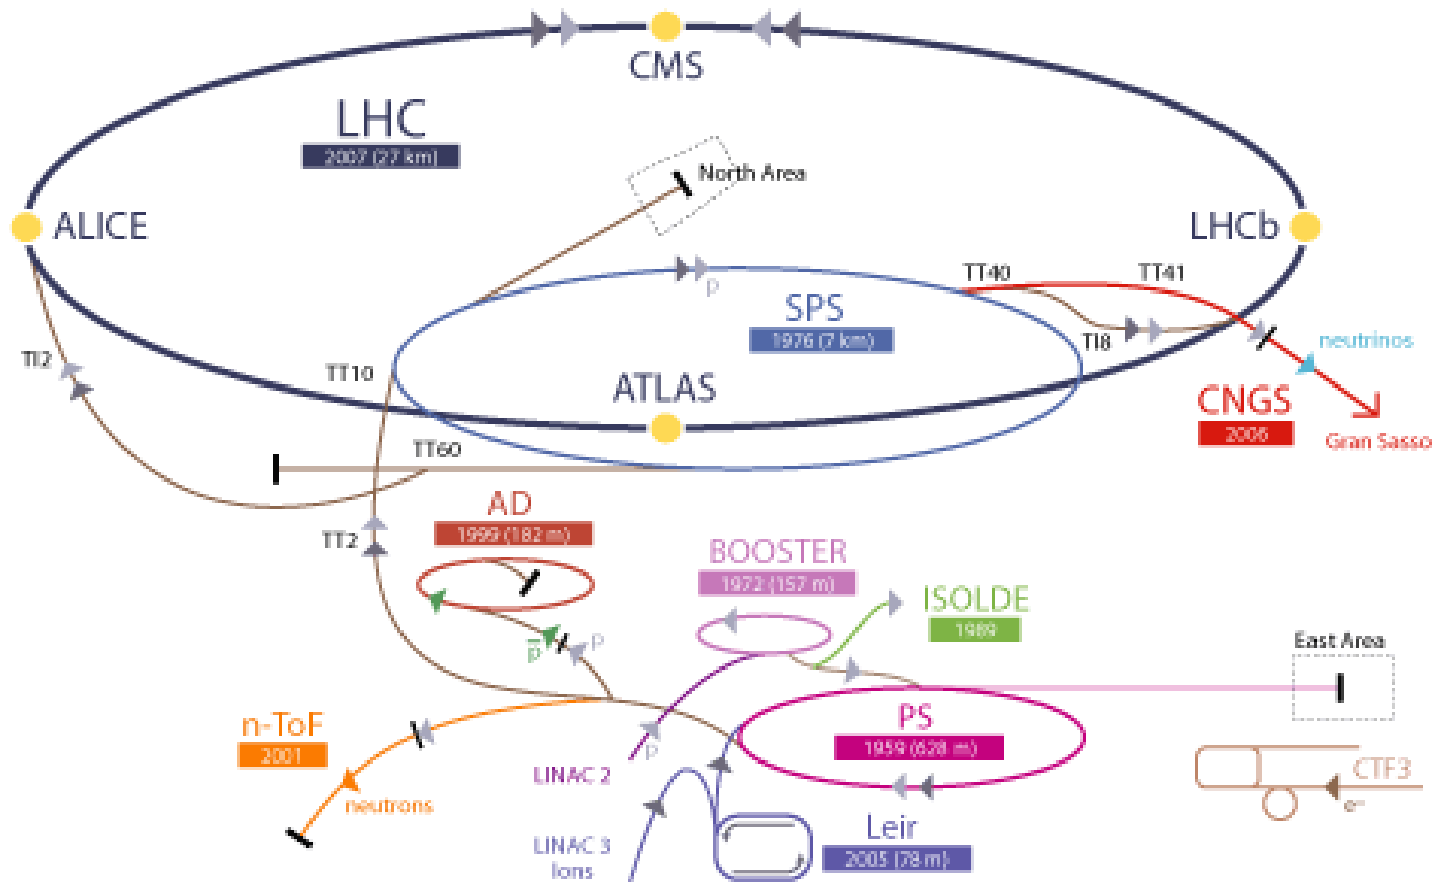 CMS
LHC
2007 (27 km)
North Area
ALICE
LHCb
p
TT40
TT41
SPS
1976 (7 km)
TI8
neutrinos
TI2
TT10
ATLAS
CNGS
2006
Gran Sasso
TT60
AD
1999 (182 m)
TT2
BOOSTER
1972 (157 m)
ISOLDE
1989
p
p̅
East Area
n-ToF
2001
PS
1959 (628 m)
p
LINAC 2
CTF3
neutrons
e⁻
Leir
2005 (78 m)
LINAC 3
Ions